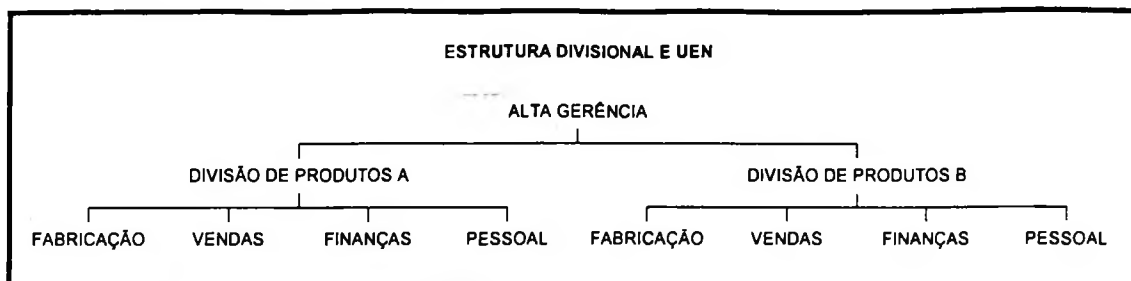 ESTRUTURA DIVISIONAL E UEN
ALTA GERÊNCIA
DIVISÃO DE PRODUTOS A DIVISÃO DE PRODUTOS B
FABRICAÇÃO VENDAS FINANÇAS PESSOAL FABRICAÇÃO VENDAS FINANÇAS PESSOAL